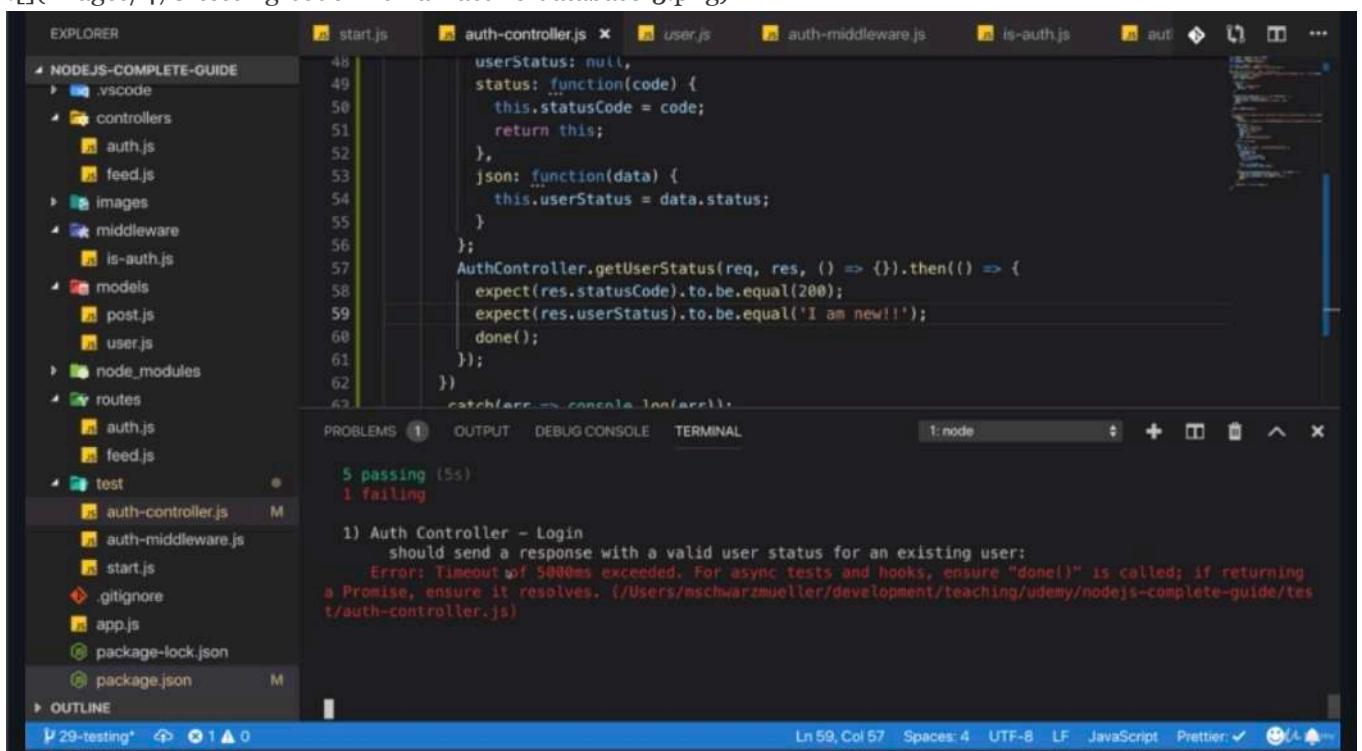 EXPLORER
start.js
auth-controller.js
user.js
auth-middleware.js
is-auth.js
NODEJS-COMPLETE-GUIDE
.vscode
controllers
auth.js
feed.js
images
middleware
is-auth.js
models
post.js
user.js
node_modules
routes
auth.js
feed.js
test
auth-controller.js M
auth-middleware.js
start.js
.gitignore
app.js
package-lock.json
package.json M
OUTLINE
48 userStatus: null,
49 status: function(code) {
50 this.statusCode = code;
51 return this;
52 },
53 json: function(data) {
54 this.userStatus = data.status;
55 }
56 };
57 AuthController.getUserStatus(req, res, () => {}).then(() => {
58 expect(res.statusCode).to.be.equal(200);
59 expect(res.userStatus).to.be.equal('I am new!!');
60 done();
61 });
62 })
63 catch(err => console.log(err));
PROBLEMS 1 OUTPUT DEBUG CONSOLE TERMINAL 1: node
5 passing (5s)
1 failing
1) Auth Controller – Login
should send a response with a valid user status for an existing user:
Error: Timeout of 5000ms exceeded. For async tests and hooks, ensure "done()" is called; if returning
a Promise, ensure it resolves. (/Users/mschwarzmueller/development/teaching/udemy/nodejs-complete-guide/tes
t/auth-controller.js)
29-testing* 1 0 Ln 59, Col 57 Spaces: 4 UTF-8 LF JavaScript Prettier: ✓